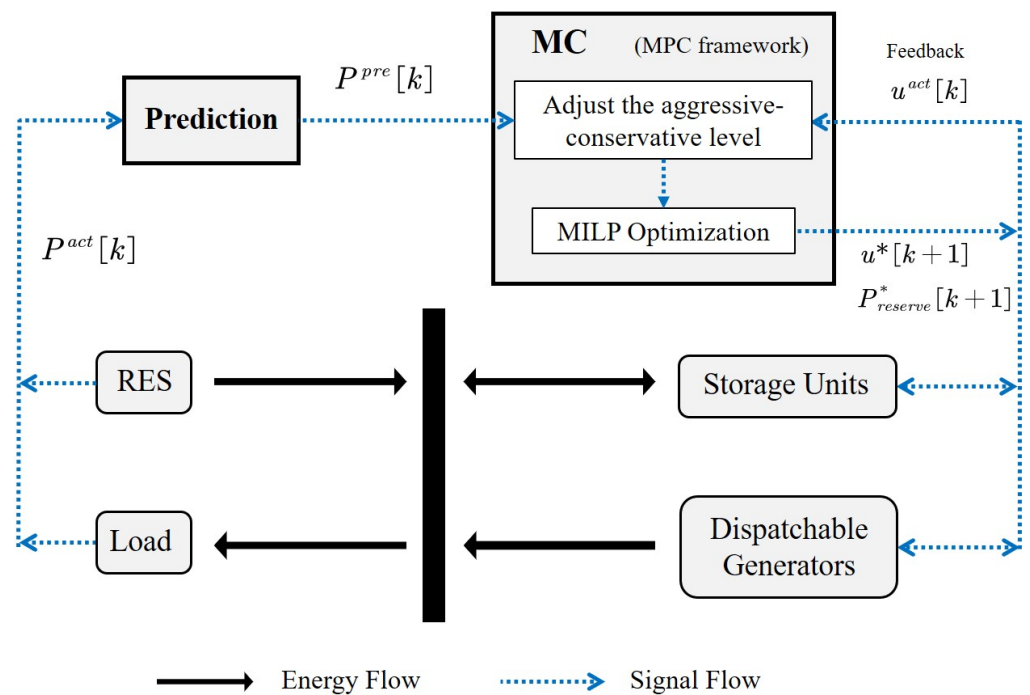 MC (MPC framework)
Feedback
P^{pre}[k]
u^{act}[k]
Prediction
Adjust the aggressive-
conservative level
P^{act}[k]
MILP Optimization
u*[k+1]
P^{*}_{reserve}[k+1]
RES
Storage Units
Load
Dispatchable
Generators
Energy Flow
Signal Flow